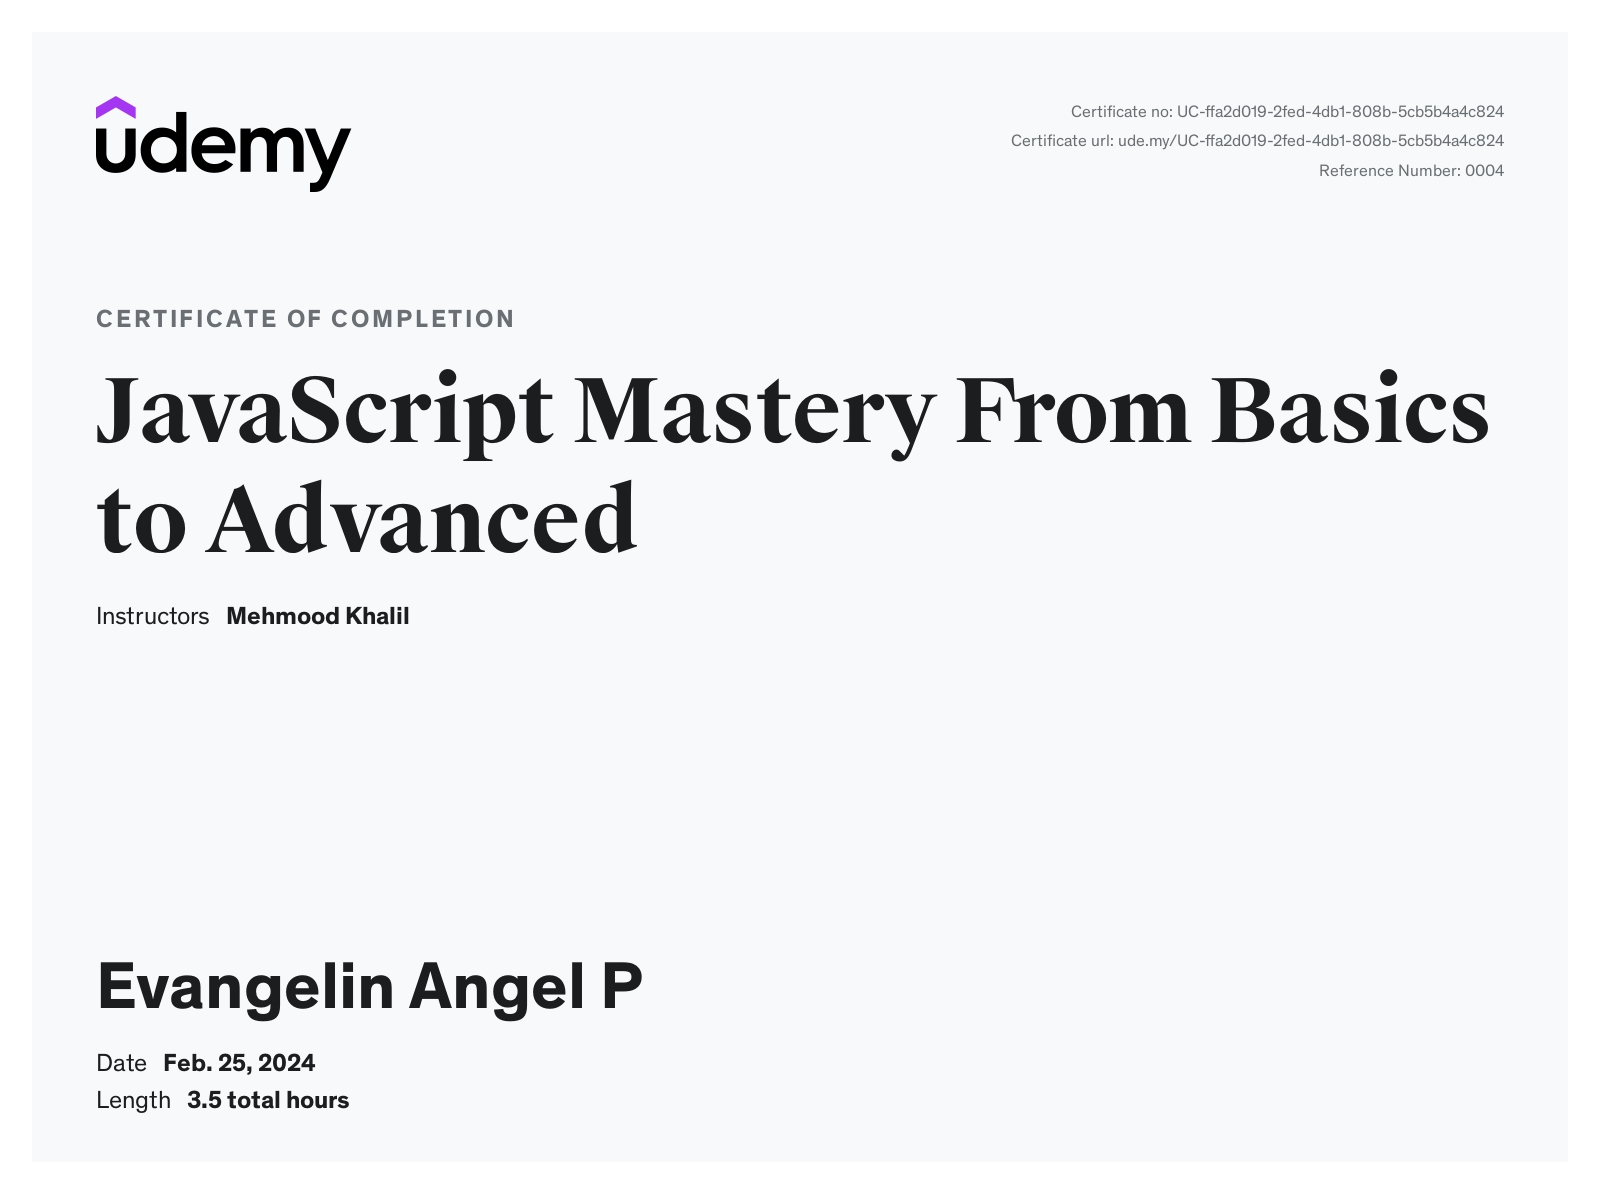 udemy
Certificate no: UC-ffa2d019-2fed-4db1-808b-5cb5b4a4c824
Certificate url: ude.my/UC-ffa2d019-2fed-4db1-808b-5cb5b4a4c824
Reference Number: 0004
CERTIFICATE OF COMPLETION
JavaScript Mastery From Basics
to Advanced
Instructors Mehmood Khalil
Evangelin Angel P
Date Feb. 25, 2024
Length 3.5 total hours